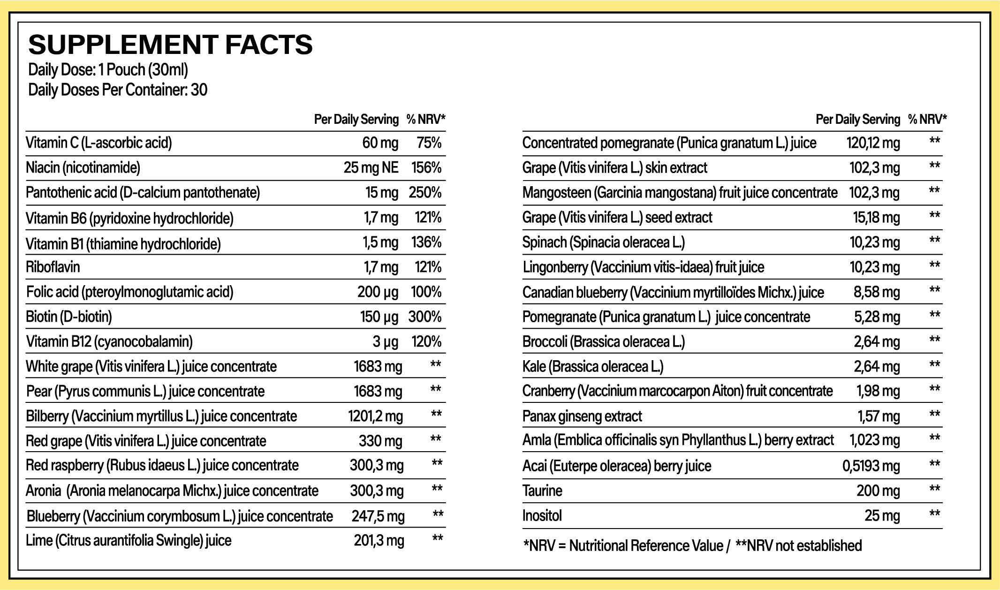 SUPPLEMENT FACTS
Daily Dose: 1 Pouch (30ml)
Daily Doses Per Container: 30
Per Daily Serving % NRV*
Vitamin C (L-ascorbic acid) 60 mg 75%
Niacin (nicotinamide) 25 mg NE 156%
Pantothenic acid (D-calcium pantothenate) 15 mg 250%
Vitamin B6 (pyridoxine hydrochloride) 1,7 mg 121%
Vitamin B1 (thiamine hydrochloride) 1,5 mg 136%
Riboflavin 1,7 mg 121%
Folic acid (pteroylmonoglutamic acid) 200 µg 100%
Biotin (D-biotin) 150 µg 300%
Vitamin B12 (cyanocobalamin) 3 µg 120%
White grape (Vitis vinifera L.) juice concentrate 1683 mg **
Pear (Pyrus communis L.) juice concentrate 1683 mg **
Bilberry (Vaccinium myrtillus L.) juice concentrate 1201,2 mg **
Red grape (Vitis vinifera L.) juice concentrate 330 mg **
Red raspberry (Rubus idaeus L.) juice concentrate 300,3 mg **
Aronia (Aronia melanocarpa Michx.) juice concentrate 300,3 mg **
Blueberry (Vaccinium corymbosum L.) juice concentrate 247,5 mg **
Lime (Citrus aurantifolia Swingle) juice 201,3 mg **
Per Daily Serving % NRV*
Concentrated pomegranate (Punica granatum L.) juice 120,12 mg **
Grape (Vitis vinifera L.) skin extract 102,3 mg **
Mangosteen (Garcinia mangostana) fruit juice concentrate 102,3 mg **
Grape (Vitis vinifera L.) seed extract 15,18 mg **
Spinach (Spinacia oleracea L.) 10,23 mg **
Lingonberry (Vaccinium vitis-idaea) fruit juice 10,23 mg **
Canadian blueberry (Vaccinium myrtilloïdes Michx.) juice 8,58 mg **
Pomegranate (Punica granatum L.) juice concentrate 5,28 mg **
Broccoli (Brassica oleracea L.) 2,64 mg **
Kale (Brassica oleracea L.) 2,64 mg **
Cranberry (Vaccinium marcocarpon Aiton) fruit concentrate 1,98 mg **
Panax ginseng extract 1,57 mg **
Amla (Emblica officinalis syn Phyllanthus L.) berry extract 1,023 mg **
Acai (Euterpe oleracea) berry juice 0,5193 mg **
Taurine 200 mg **
Inositol 25 mg **
*NRV = Nutritional Reference Value / **NRV not established